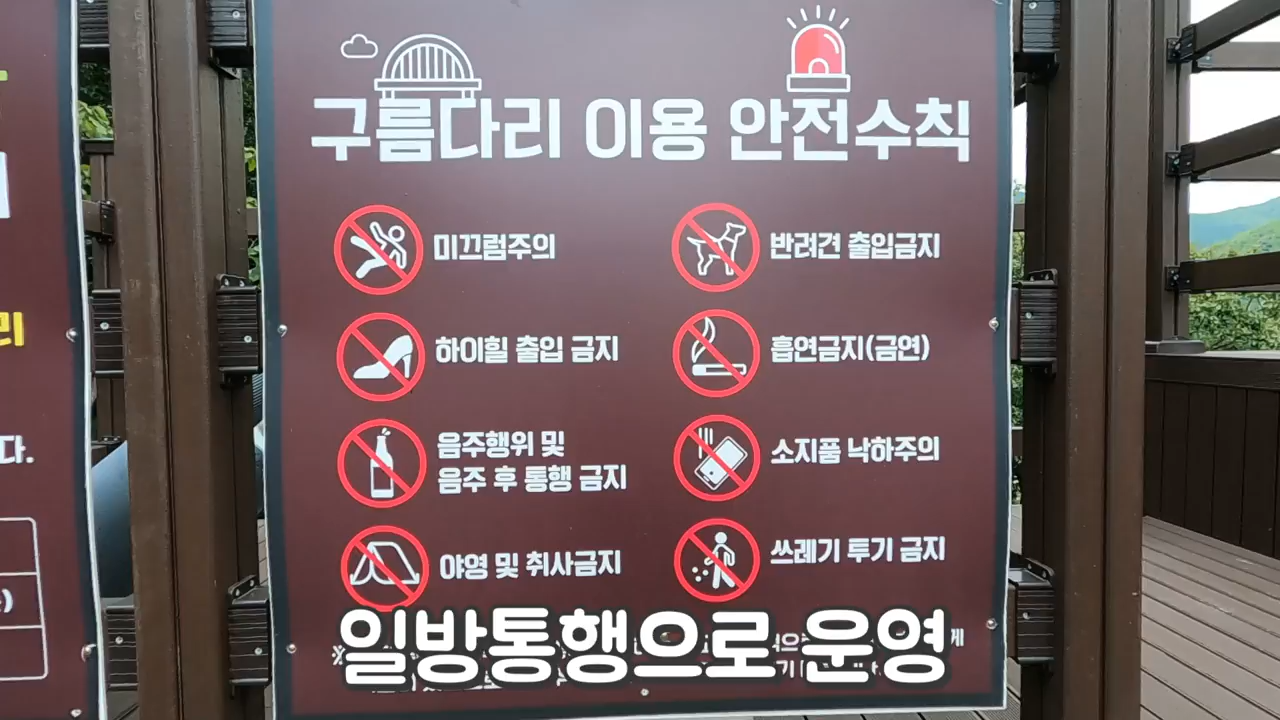 구름다리 이용 안전수칙
미끄럼주의
반려견 출입금지
하이힐 출입 금지
흡연금지(금연)
음주행위 및
음주 후 통행 금지
소지품 낙하주의
야영 및 취사금지
쓰레기 투기 금지
일방통행으로 운영
리
다.